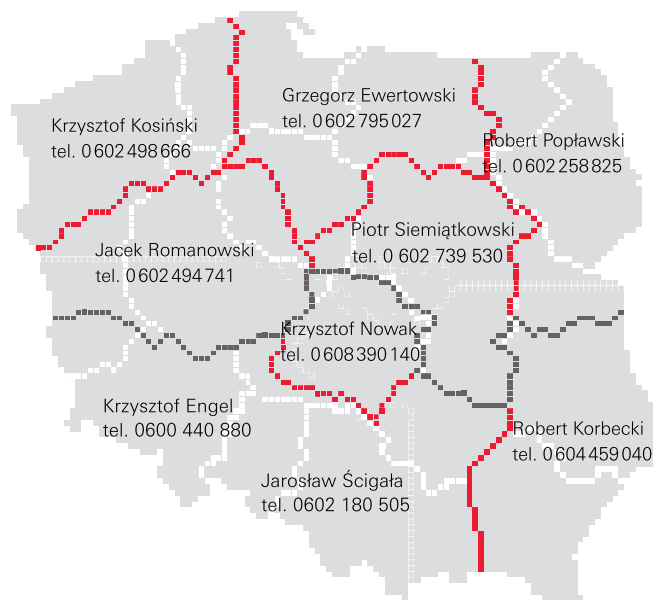 Grzegorz Ewertowski
tel. 0 602 795 027
Krzysztof Kosiński
tel. 0 602 498 666
Robert Popławski
tel. 0 602 258 825
Piotr Siemiątkowski
tel. 0 602 739 530
Jacek Romanowski
tel. 0 602 494 741
Krzysztof Nowak
tel. 0 608 390 140
Krzysztof Engel
tel. 0600 440 880
Robert Korbecki
tel. 0 604 459 040
Jarosław Ścigała
tel. 0602 180 505